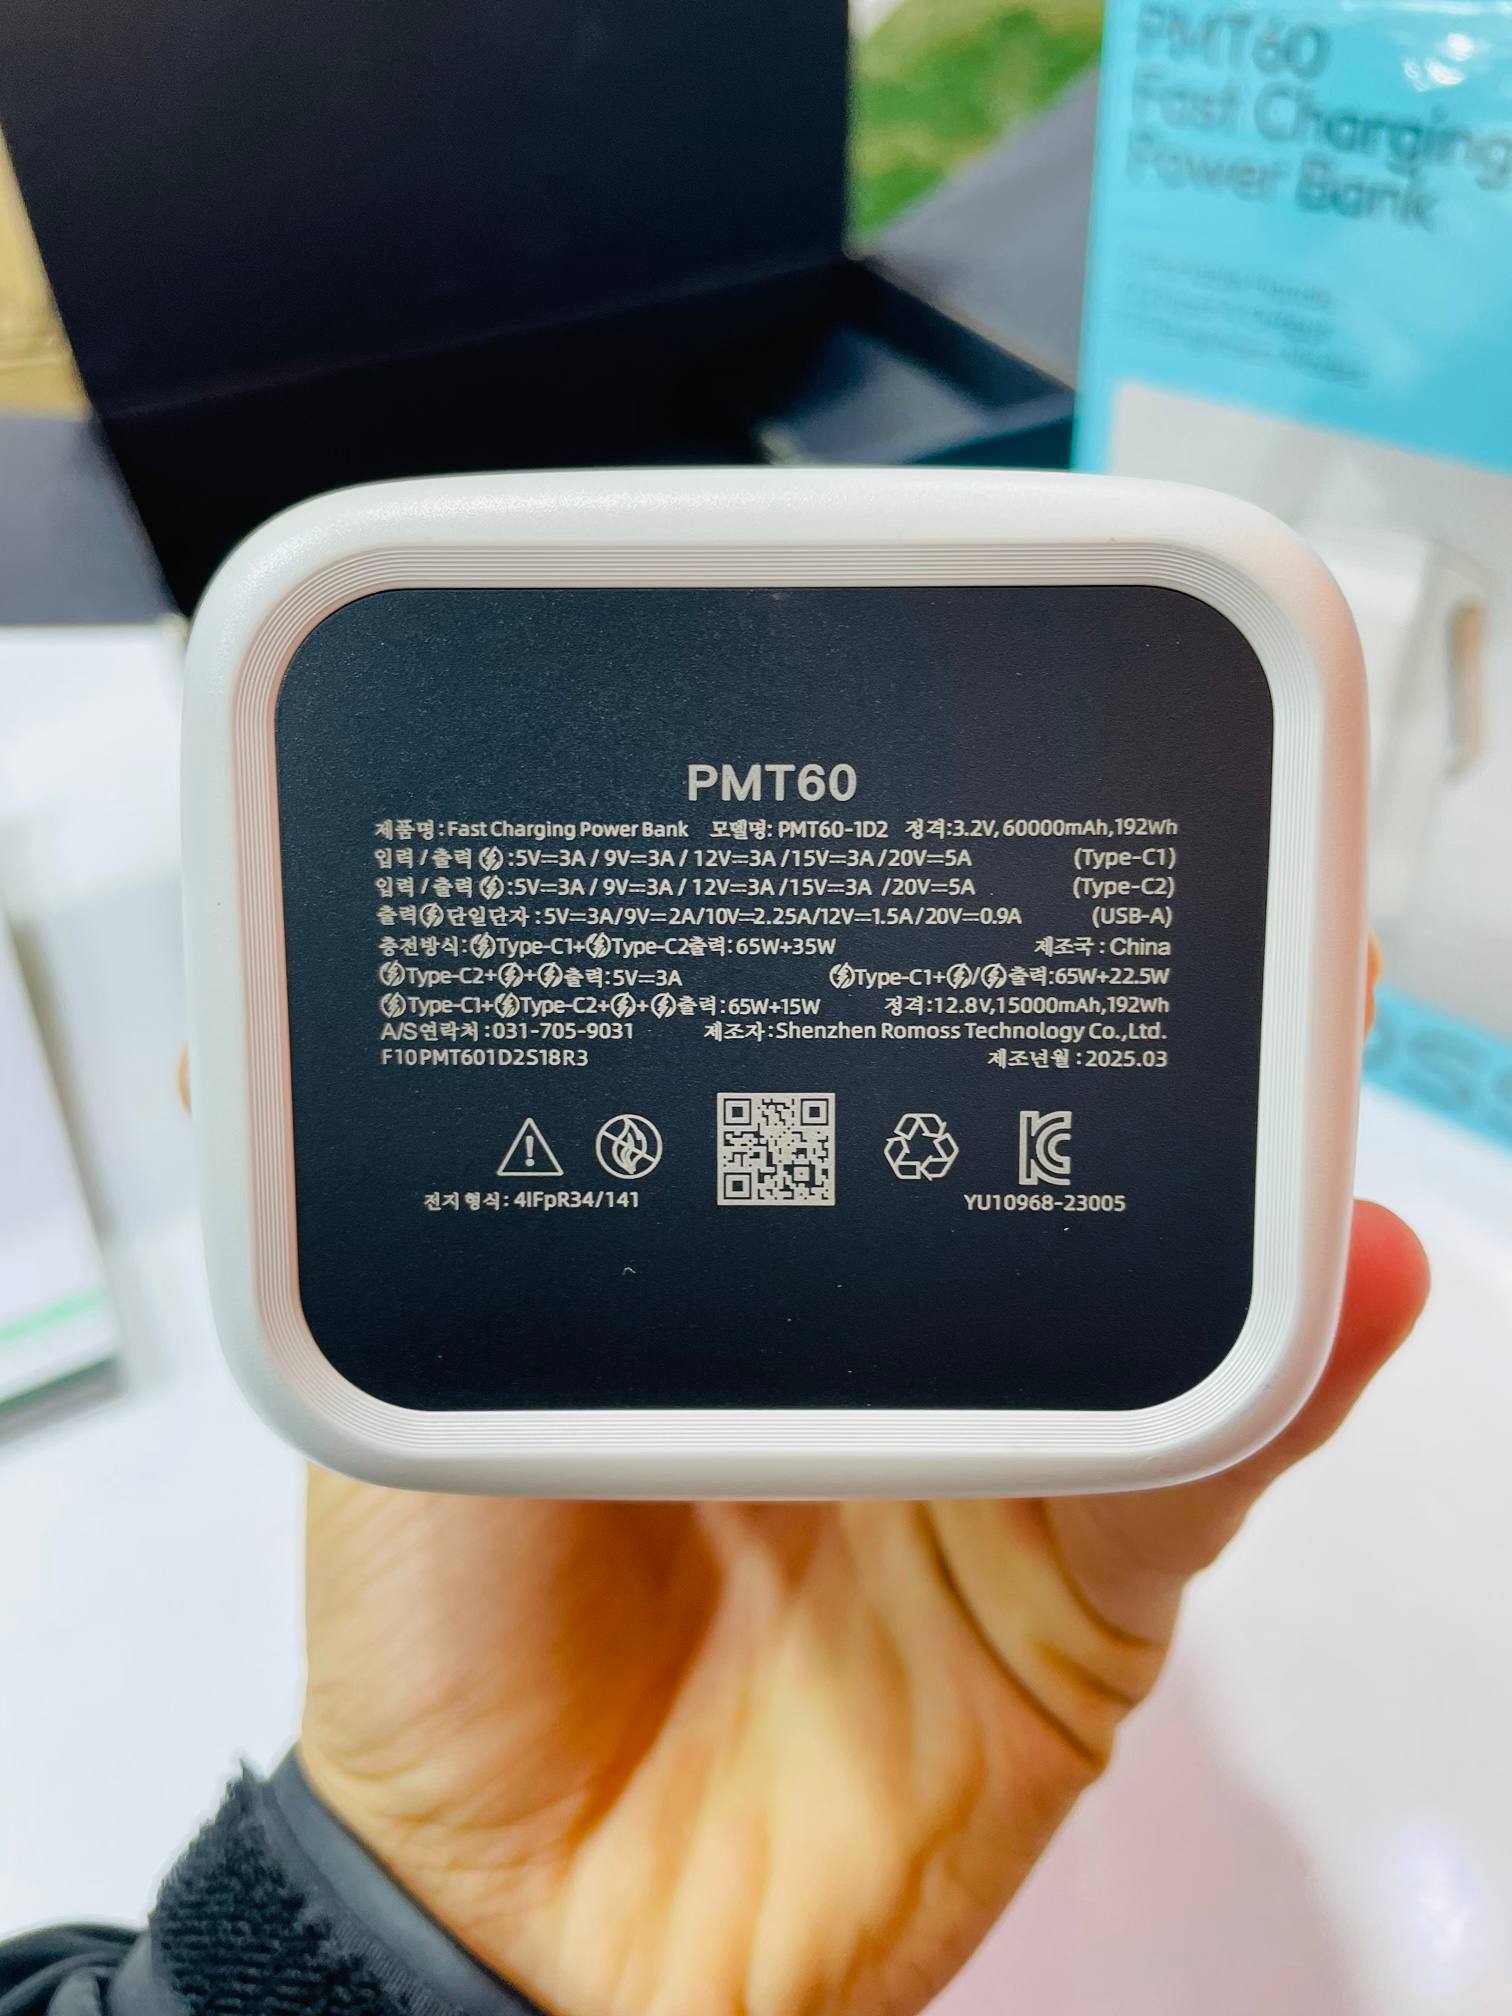 PMT60
Fast Charging
Power Bank
PMT60
제품명:Fast Charging Power Bank 모델명: PMT60-1D2 정격:3.2V, 60000mAh,192Wh
입력/출력 :5V⎓3A / 9V⎓3A / 12V⎓3A /15V⎓3A /20V⎓5A (Type-C1)
입력/출력 :5V⎓3A / 9V⎓3A / 12V⎓3A /15V⎓3A /20V⎓5A (Type-C2)
출력 단일단자 :5V⎓3A/9V⎓2A/10V⎓2.25A/12V⎓1.5A/20V⎓0.9A (USB-A)
충전방식: Type-C1+ Type-C2출력: 65W+35W 제조국 : China
Type-C2+ + 출력:5V⎓3A Type-C1+ / 출력:65W+22.5W
Type-C1+ Type-C2+ + 출력: 65W+15W 정격:12.8V,15000mAh,192Wh
A/S연락처 :031-705-9031 제조자:Shenzhen Romoss Technology Co.,Ltd.
F10PMT601D2S18R3 제조년월 : 2025.03
전지형식: 4IFpR34/141 YU10968-23005